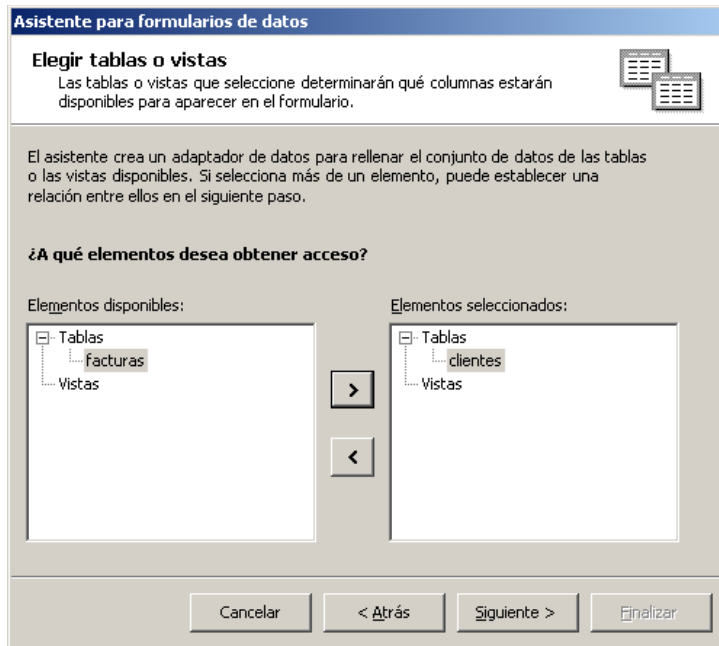 Asistente para formularios de datos
Elegir tablas o vistas
Las tablas o vistas que seleccione determinarán qué columnas estarán
disponibles para aparecer en el formulario.
El asistente crea un adaptador de datos para rellenar el conjunto de datos de las tablas
o las vistas disponibles. Si selecciona más de un elemento, puede establecer una
relación entre ellos en el siguiente paso.
¿A qué elementos desea obtener acceso?
Elementos disponibles:
Tablas
facturas
Vistas
>
<
Elementos seleccionados:
Tablas
clientes
Vistas
Cancelar
< Atrás
Siguiente >
Finalizar